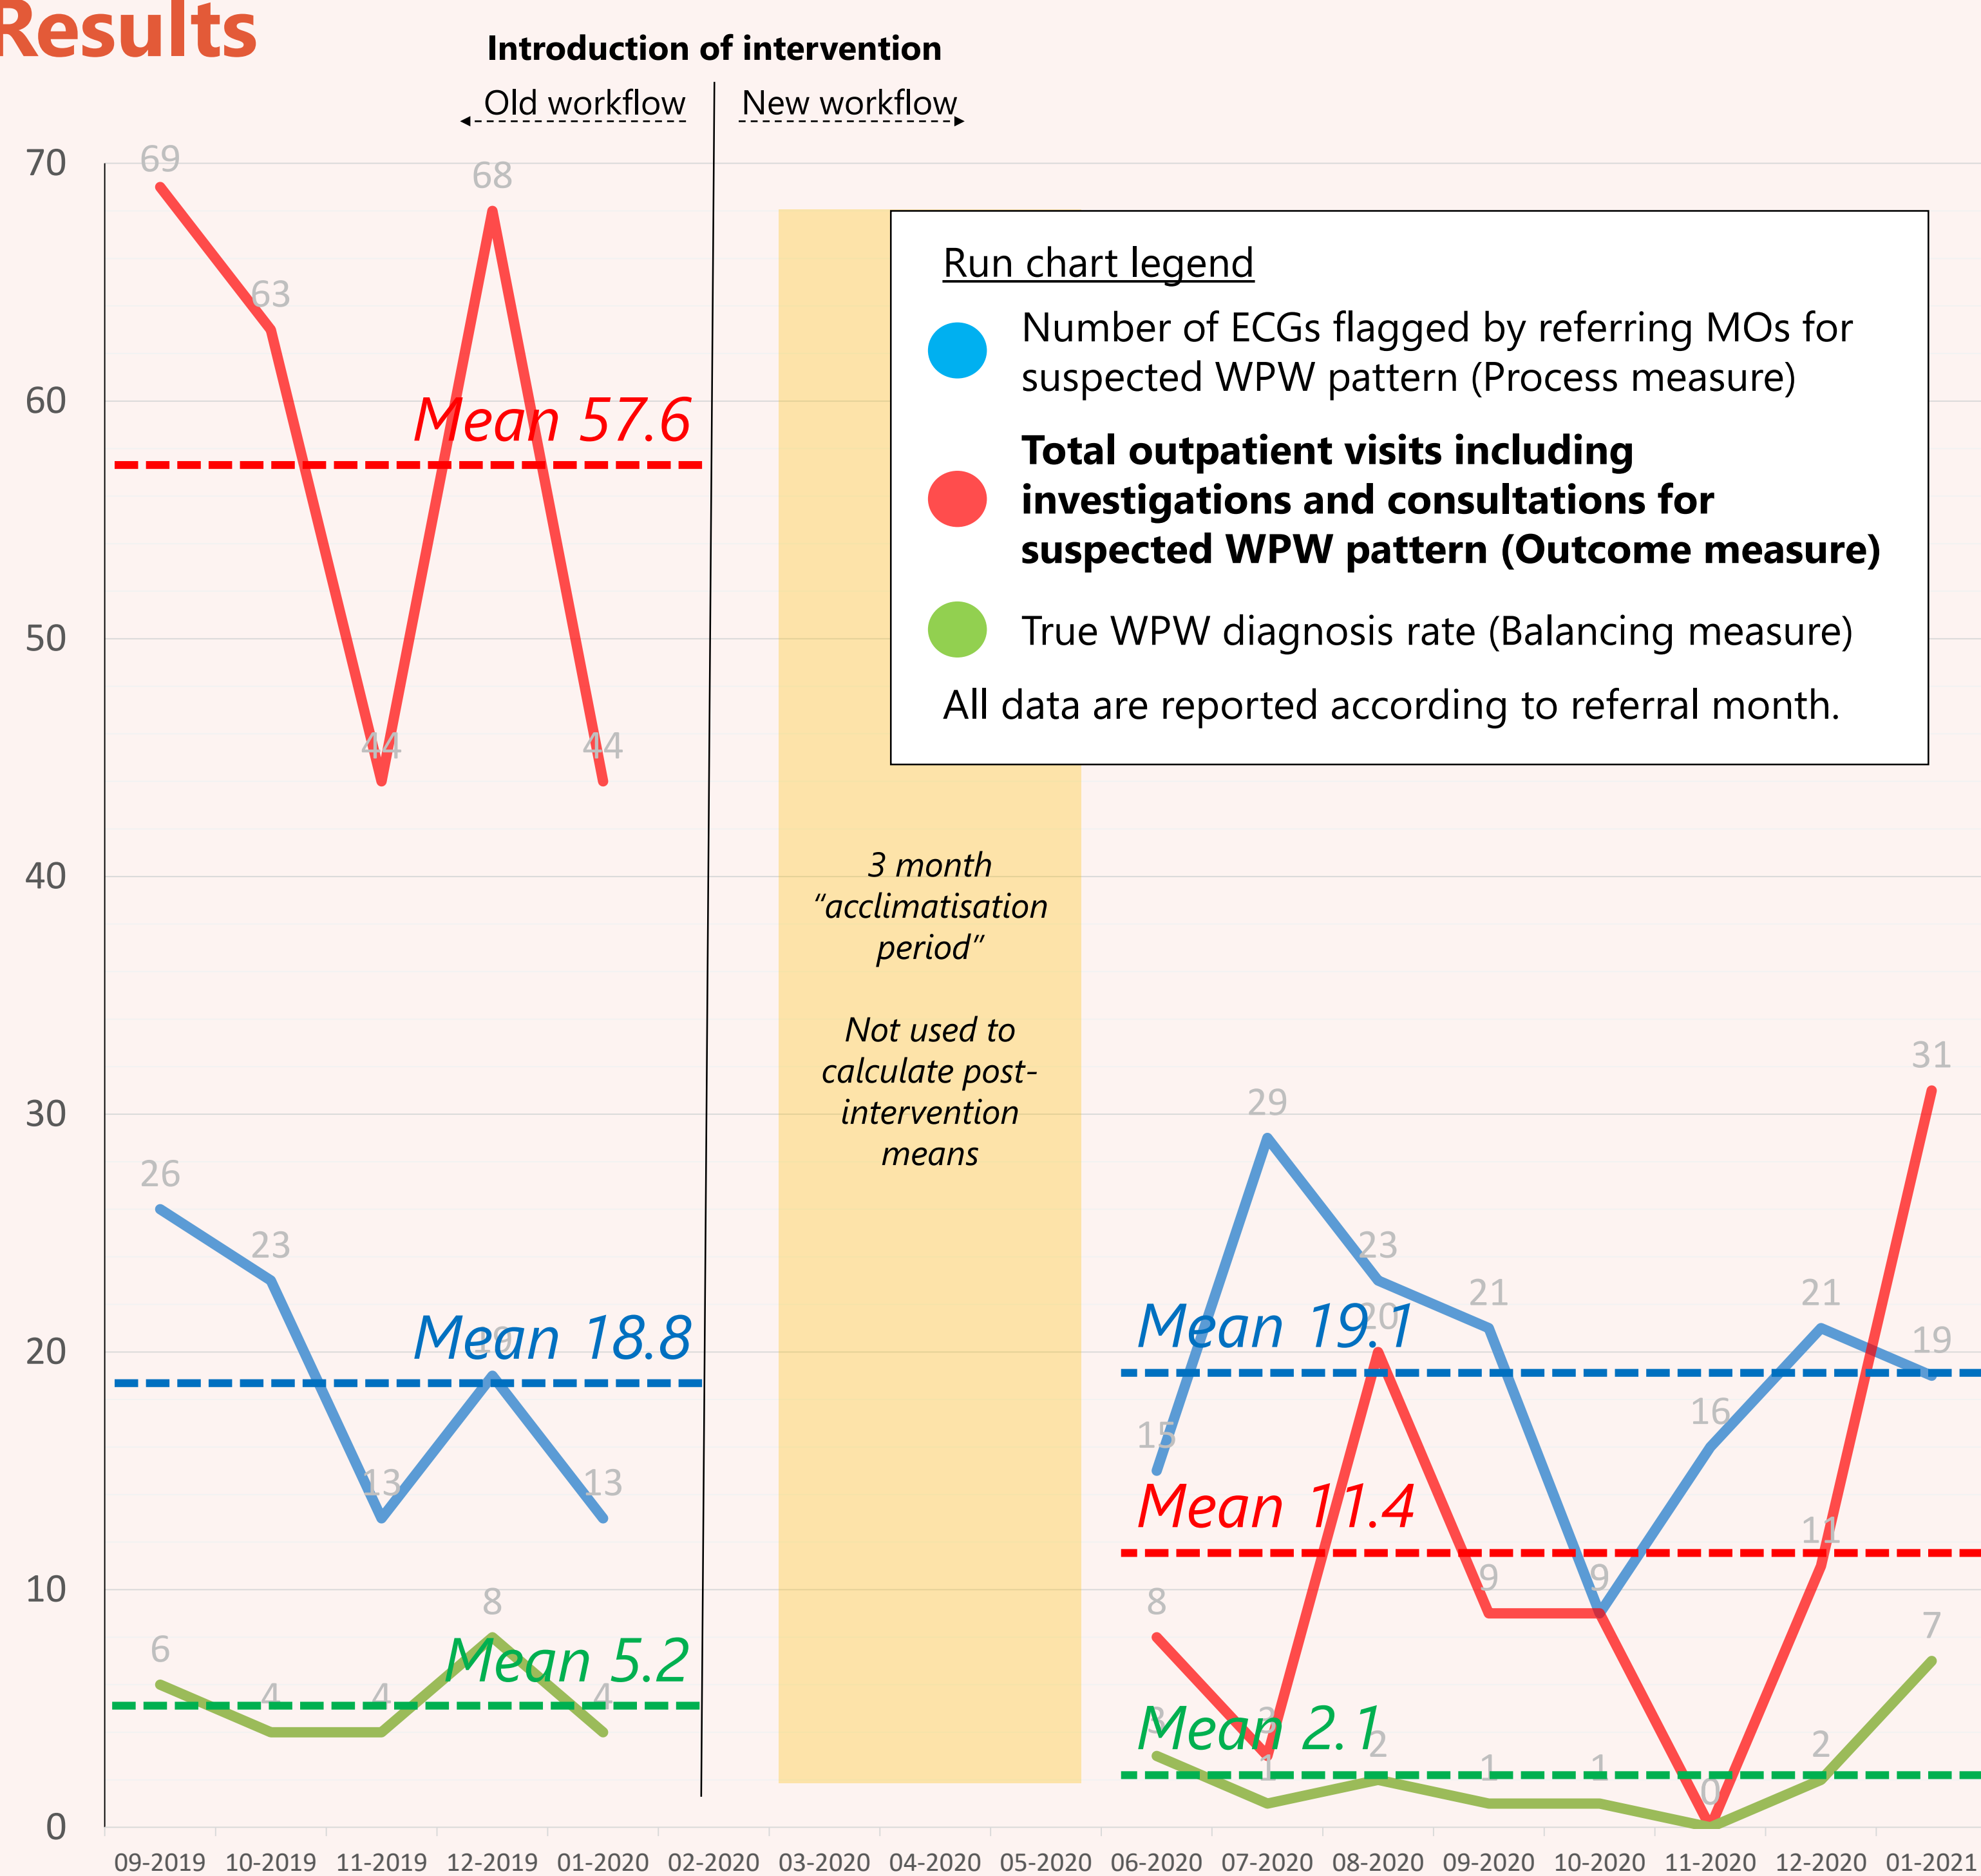 Results
Introduction of intervention
Old workflow
New workflow
70
60
50
40
30
20
10
0
69
63
44
68
44
Mean 57.6
Run chart legend
Number of ECGs flagged by referring MOs for
suspected WPW pattern (Process measure)
Total outpatient visits including
investigations and consultations for
suspected WPW pattern (Outcome measure)
True WPW diagnosis rate (Balancing measure)
All data are reported according to referral month.
3 month
“acclimatisation
period”
Not used to
calculate post-
intervention
means
26
23
13
19
13
Mean 18.8
6
4
4
8
4
Mean 5.2
15
29
23
21
9
16
21
19
Mean 19.1
8
3
20
9
11
31
Mean 11.4
3
1
2
1
1
0
2
7
Mean 2.1
09-2019 10-2019 11-2019 12-2019 01-2020 02-2020 03-2020 04-2020 05-2020 06-2020 07-2020 08-2020 09-2020 10-2020 11-2020 12-2020 01-2021